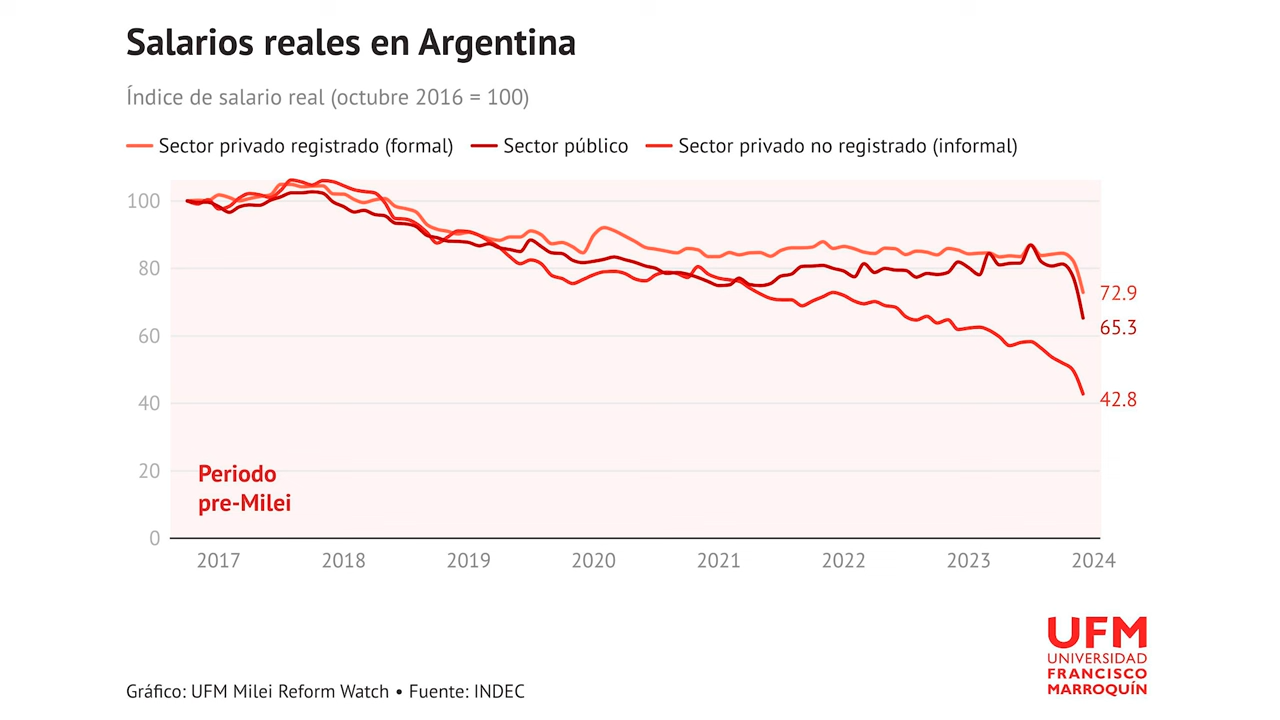 Salarios reales en Argentina
Índice de salario real (octubre 2016 = 100)
Sector privado registrado (formal) Sector público Sector privado no registrado (informal)
100
80
60
40
20
0
72.9
65.3
42.8
Periodo
pre-Milei
2017 2018 2019 2020 2021 2022 2023 2024
UFM
UNIVERSIDAD
FRANCISCO
MARROQUÍN
Gráfico: UFM Milei Reform Watch • Fuente: INDEC